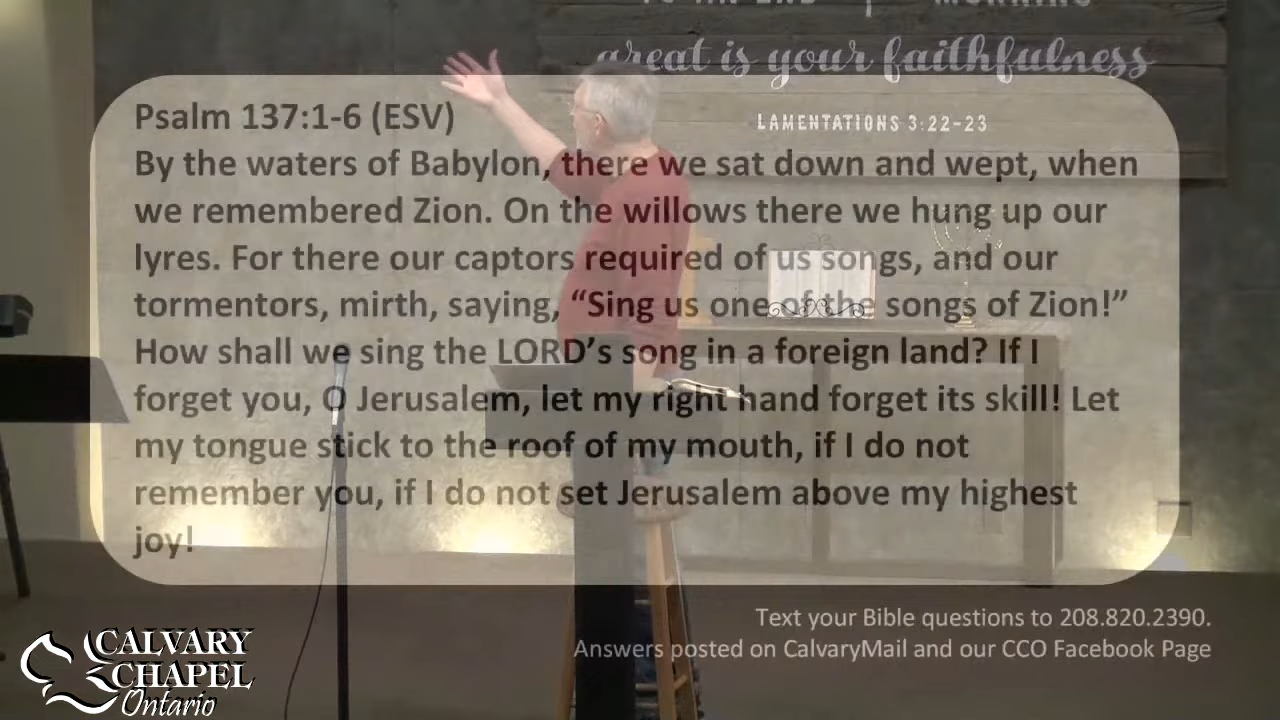 great is your faithfulness
LAMENTATIONS 3:22-23
Psalm 137:1-6 (ESV)
By the waters of Babylon, there we sat down and wept, when
we remembered Zion. On the willows there we hung up our
lyres. For there our captors required of us songs, and our
tormentors, mirth, saying, “Sing us one of the songs of Zion!”
How shall we sing the LORD’s song in a foreign land? If I
forget you, O Jerusalem, let my right hand forget its skill! Let
my tongue stick to the roof of my mouth, if I do not
remember you, if I do not set Jerusalem above my highest
joy!
Text your Bible questions to 208.820.2390.
Answers posted on CalvaryMail and our CCO Facebook Page
CALVARY
CHAPEL
Ontario